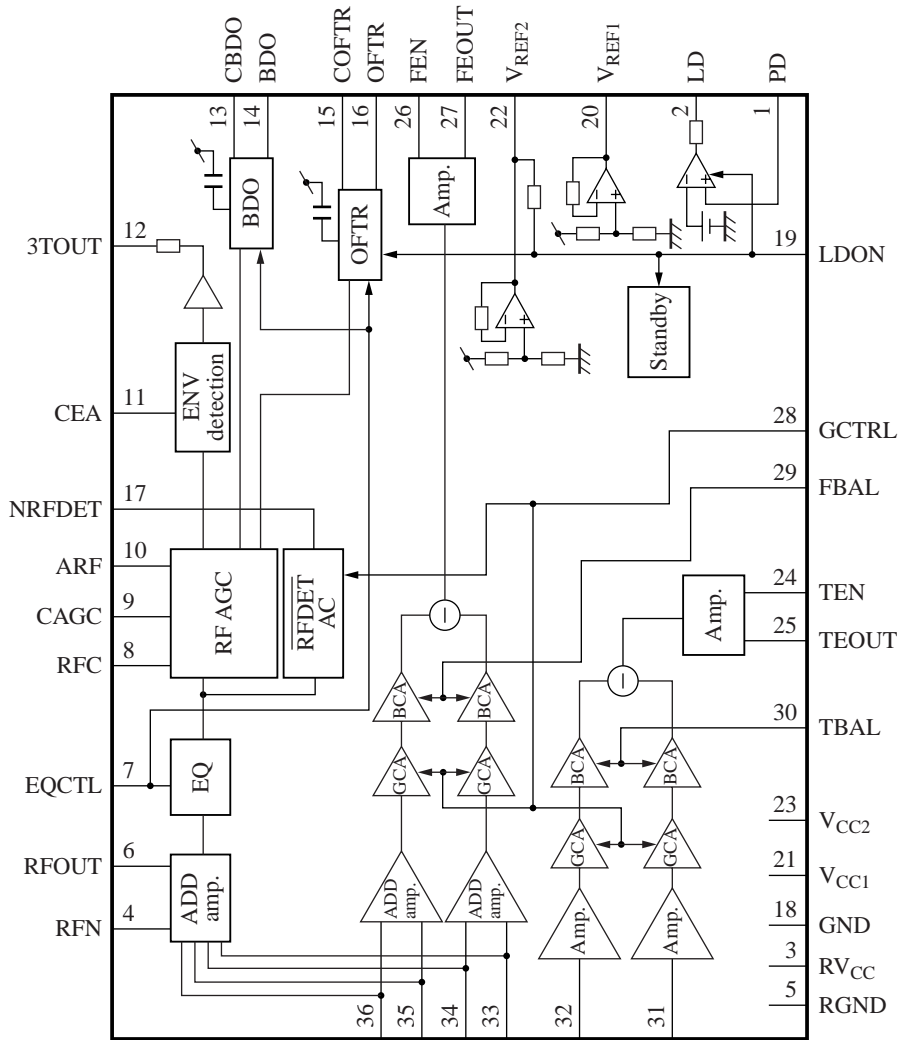 CBDO
BDO
COFTR
OFTR
FEN
FEOUT
VREF2
VREF1
LD
PD
13
14
15
16
26
27
22
20
2
1
3TOUT
12
BDO
OFTR
Amp.
19
LDON
Standby
CEA
11
ENV
detection
28
GCTRL
29
FBAL
NRFDET
17
ARF
10
CAGC
9
RFC
8
RF AGC
RFDET
AC
24
TEN
25
TEOUT
Amp.
BCA
BCA
30
TBAL
EQCTL
7
EQ
GCA
GCA
BCA
BCA
23
VCC2
GCA
GCA
21
VCC1
RFOUT
6
RFN
4
ADD
amp.
ADD
amp.
ADD
amp.
Amp.
Amp.
18
GND
3
RVCC
5
RGND
36
35
34
33
32
31